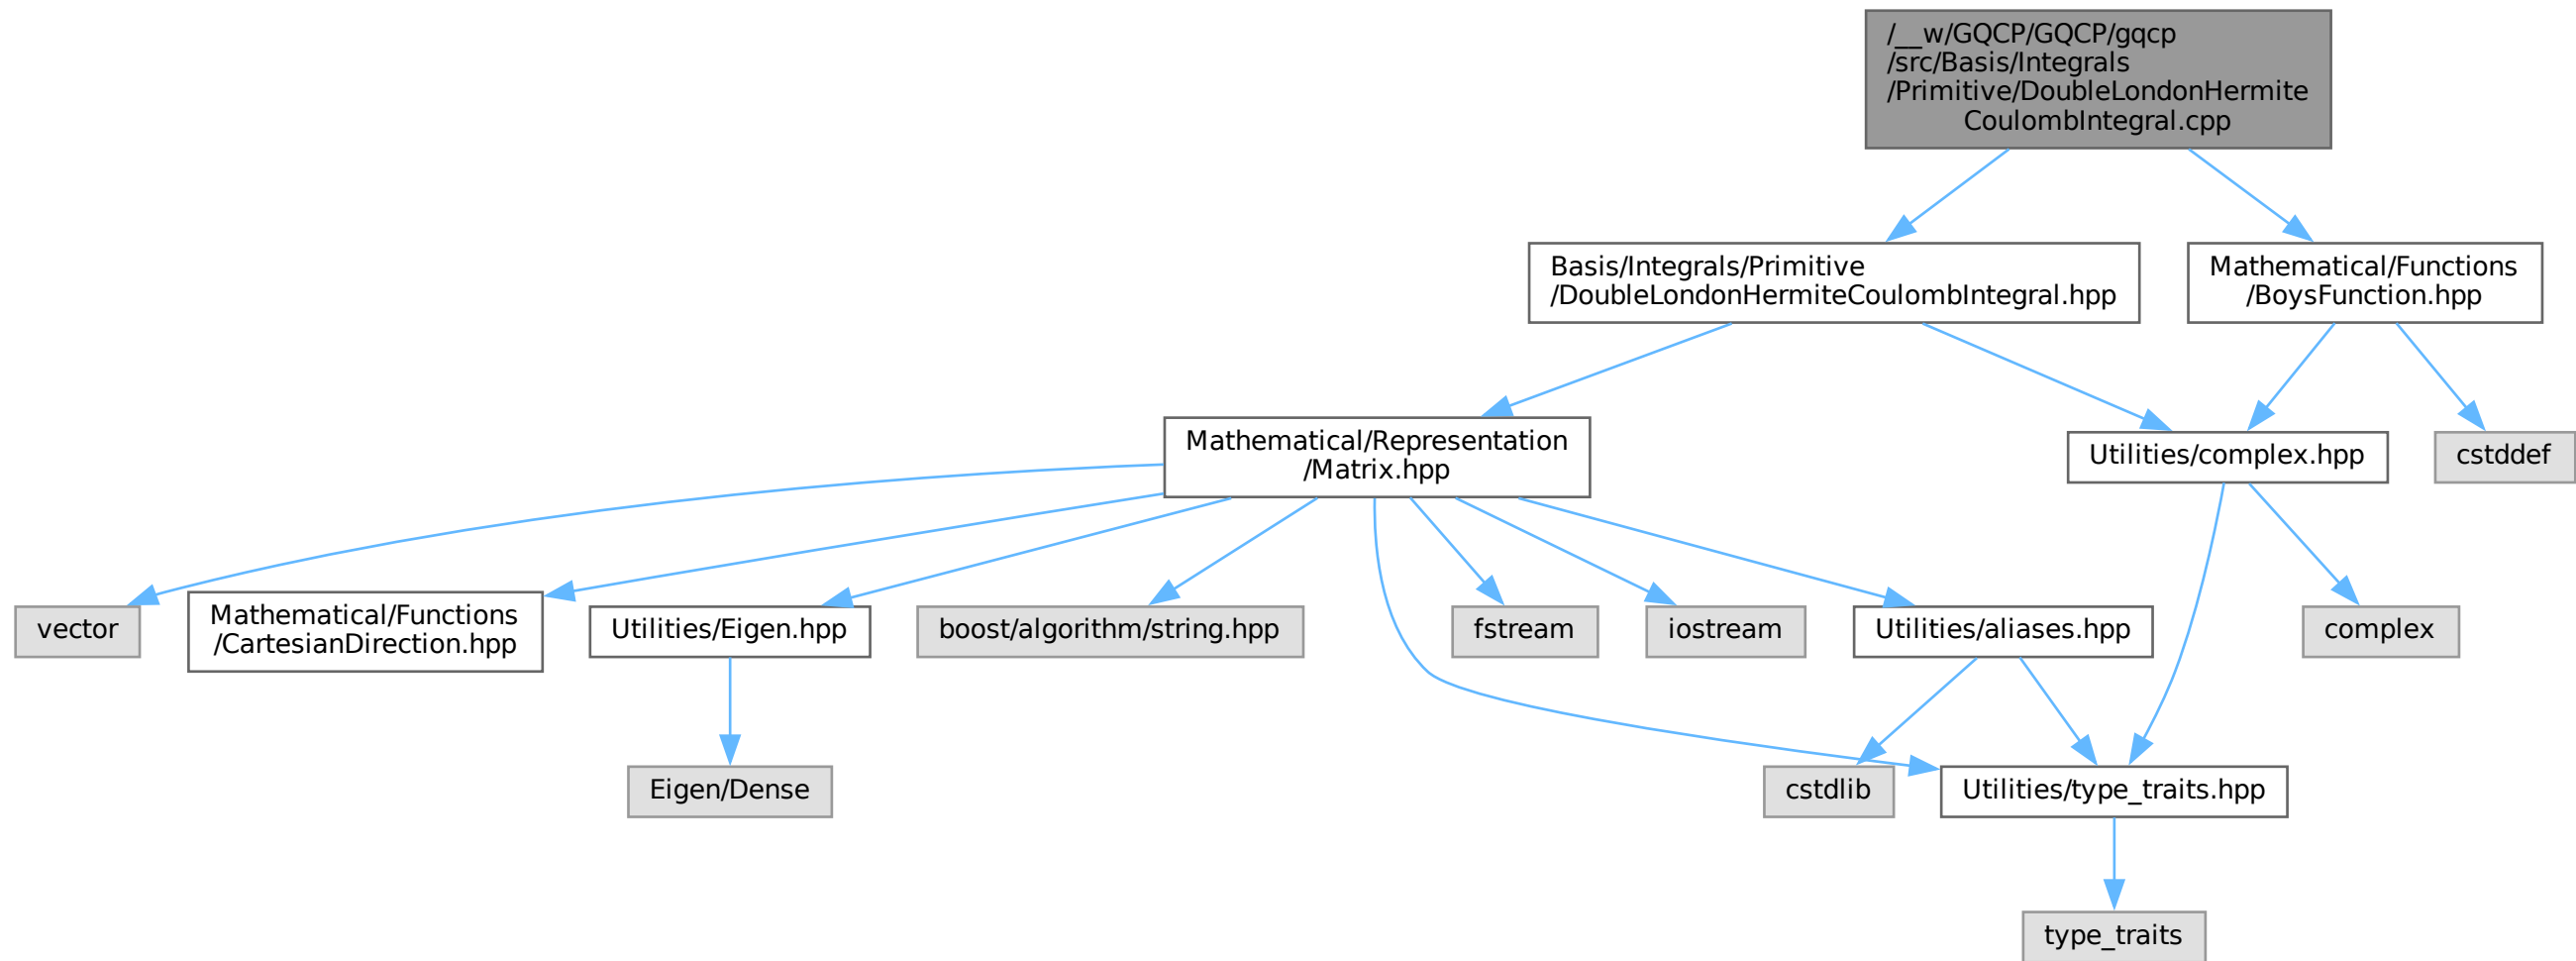 /__w/GQCP/GQCP/gqcp
/src/Basis/Integrals
/Primitive/DoubleLondonHermite
CoulombIntegral.cpp
Basis/Integrals/Primitive
/DoubleLondonHermiteCoulombIntegral.hpp
Mathematical/Functions
/BoysFunction.hpp
Mathematical/Representation
/Matrix.hpp
Utilities/complex.hpp
cstddef
vector
Mathematical/Functions
/CartesianDirection.hpp
Utilities/Eigen.hpp
boost/algorithm/string.hpp
fstream
iostream
Utilities/aliases.hpp
complex
Eigen/Dense
cstdlib
Utilities/type_traits.hpp
type_traits